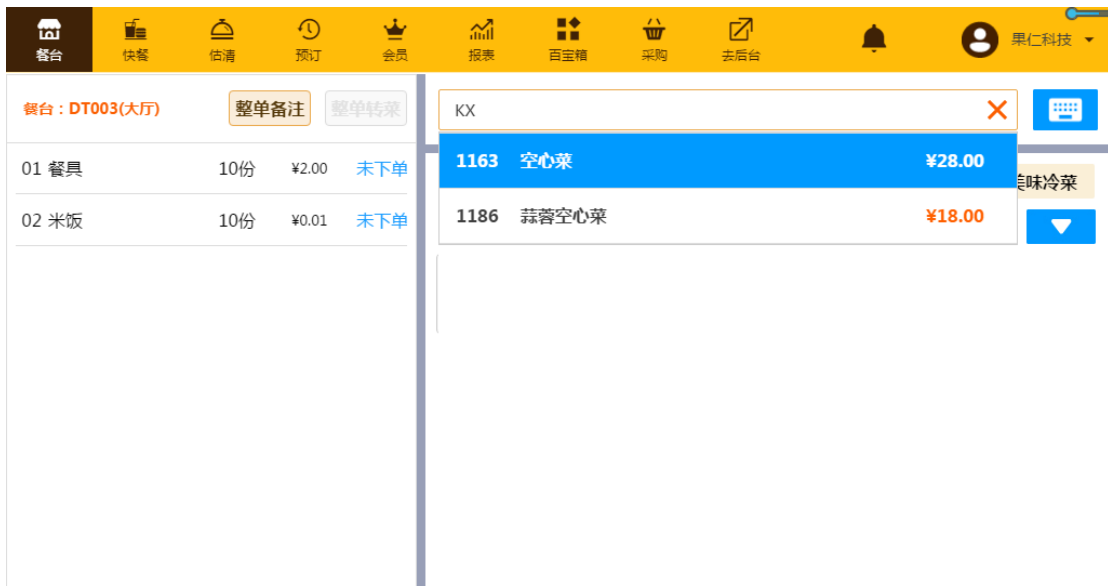 餐台 快餐 估清 预订 会员 报表 百宝箱 采购 去后台 果仁科技
餐台：DT003(大厅) 整单备注 整单转菜
KX
01 餐具 10份 ¥2.00 未下单
02 米饭 10份 ¥0.01 未下单
1163 空心菜 ¥28.00
1186 蒜蓉空心菜 ¥18.00
味冷菜